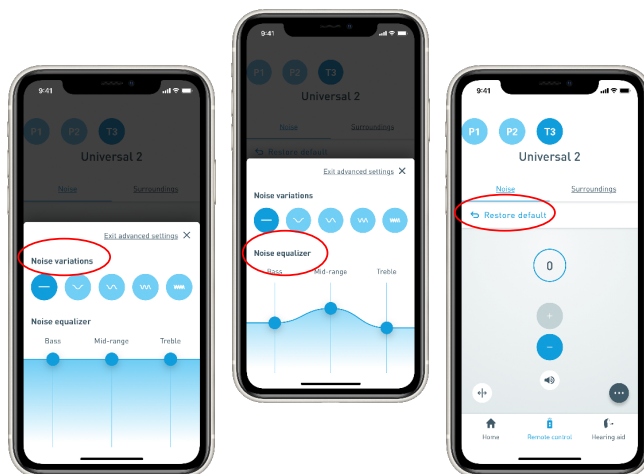 9:41
P1 P2 T3
Universal 2
Noise Surroundings
Exit advanced settings
Noise variations
Noise equalizer
Bass Mid-range Treble
9:41
P1 P2 T3
Universal 2
Noise Surroundings
Restore default
Exit advanced settings
Noise variations
Noise equalizer
Bass Mid-range Treble
9:41
P1 P2 T3
Universal 2
Noise Surroundings
Restore default
0
Home Remote control Hearing aid